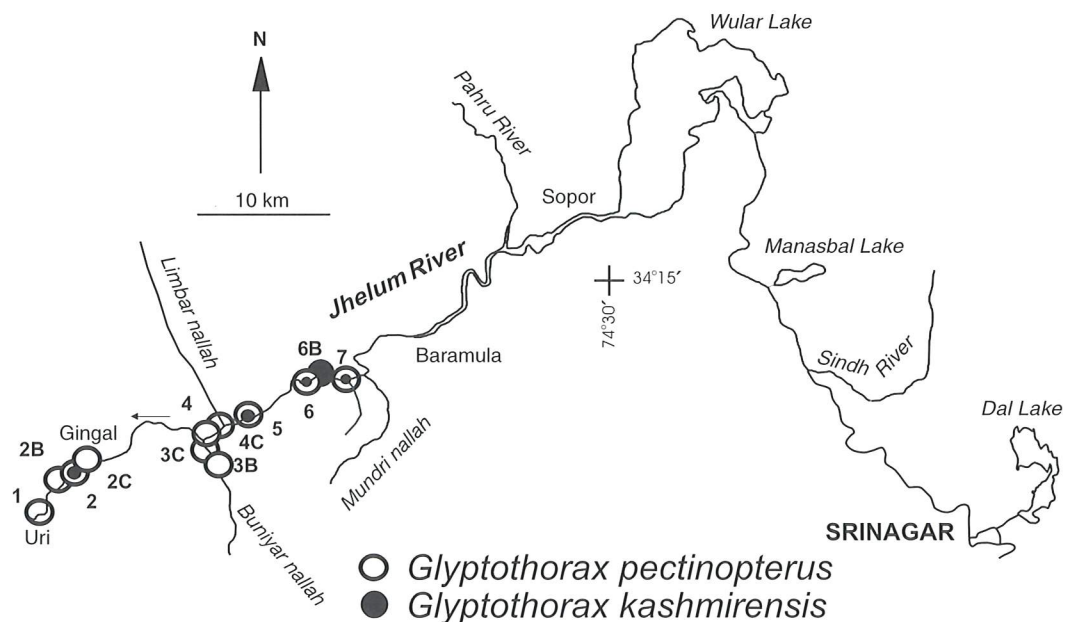 Wular Lake
N
Pahru River
10 km
Sopor
Manasbal Lake
34°15′
74°30′
Limbar nallah
Jhelum River
Baramula
Sindh River
6B
7
6
Dal Lake
4
5
4C
Gingal
2B
3C
3B
2C
2
1
Uri
Mundri nallah
Buniyar nallah
SRINAGAR
Glyptothorax pectinopterus
Glyptothorax kashmirensis